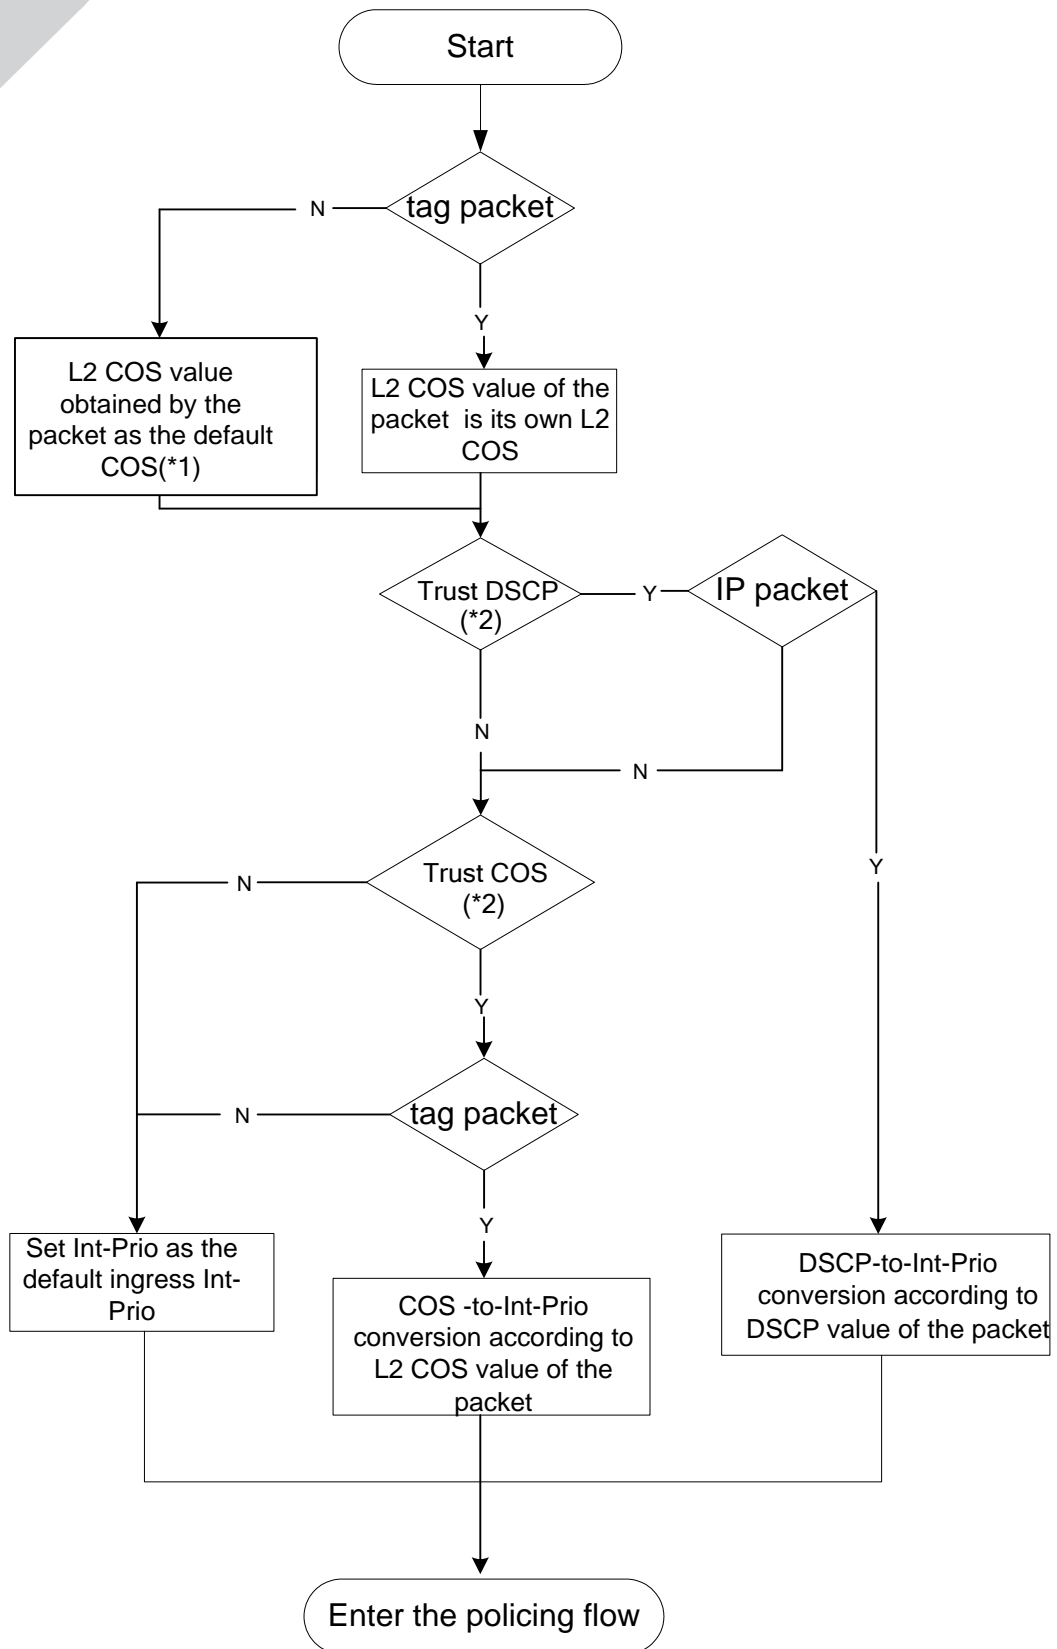 Start
tag packet
N
Y
L2 COS value
obtained by the
packet as the default
COS(*1)
L2 COS value of the
packet is its own L2
COS
Trust DSCP
(*2)
Y
IP packet
N
N
Y
Trust COS
(*2)
N
Y
tag packet
N
Y
Set Int-Prio as the
default ingress Int-
Prio
COS -to-Int-Prio
conversion according to
L2 COS value of the
packet
DSCP-to-Int-Prio
conversion according to
DSCP value of the packet
Enter the policing flow